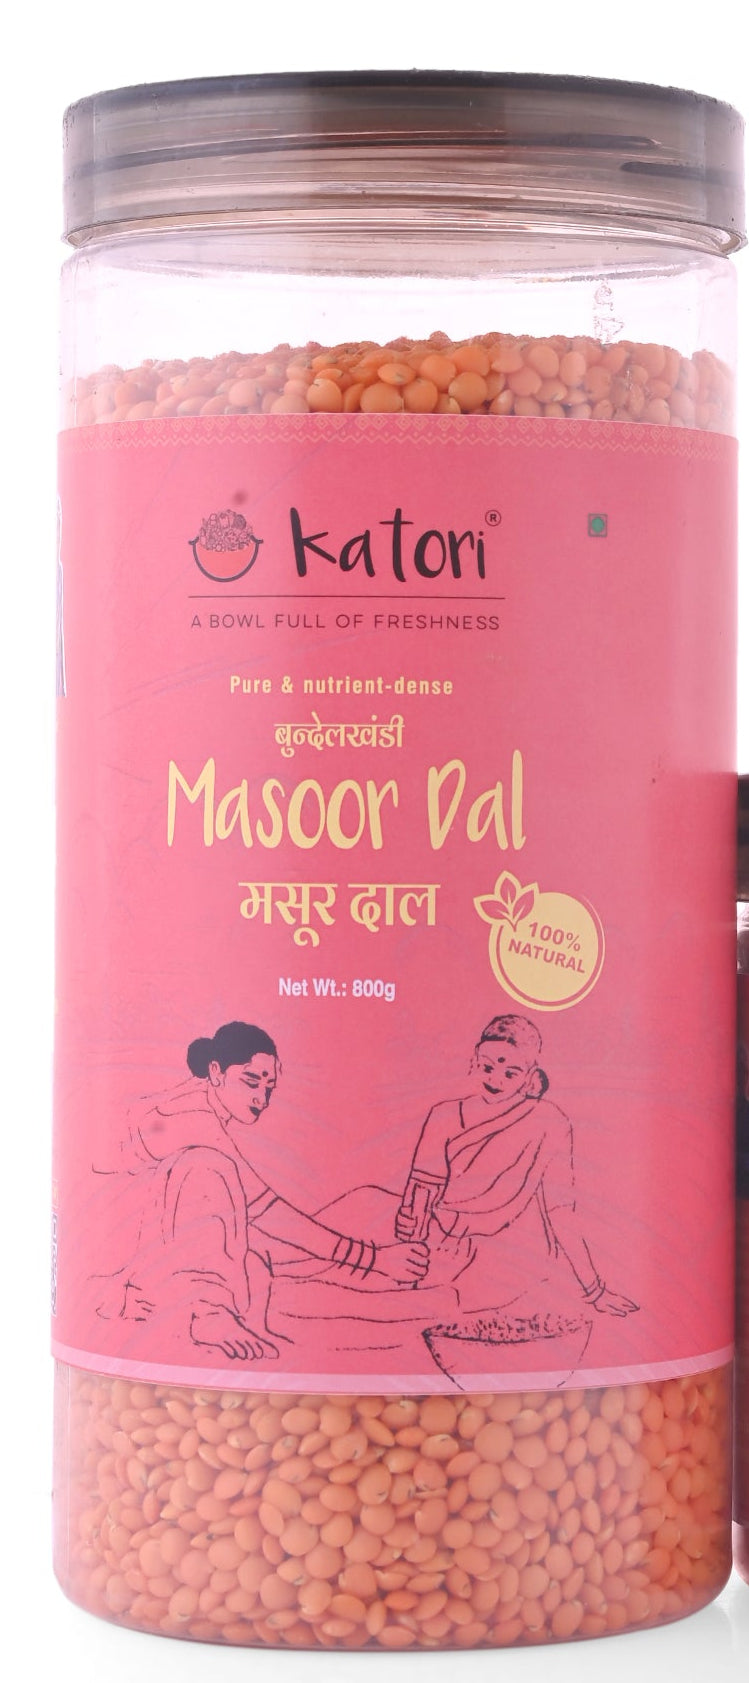 Katori®
A BOWL FULL OF FRESHNESS
Pure & nutrient-dense
बुन्देलखंडी
Masoor Dal
मसूर दाल
100%
NATURAL
Net Wt.: 800g